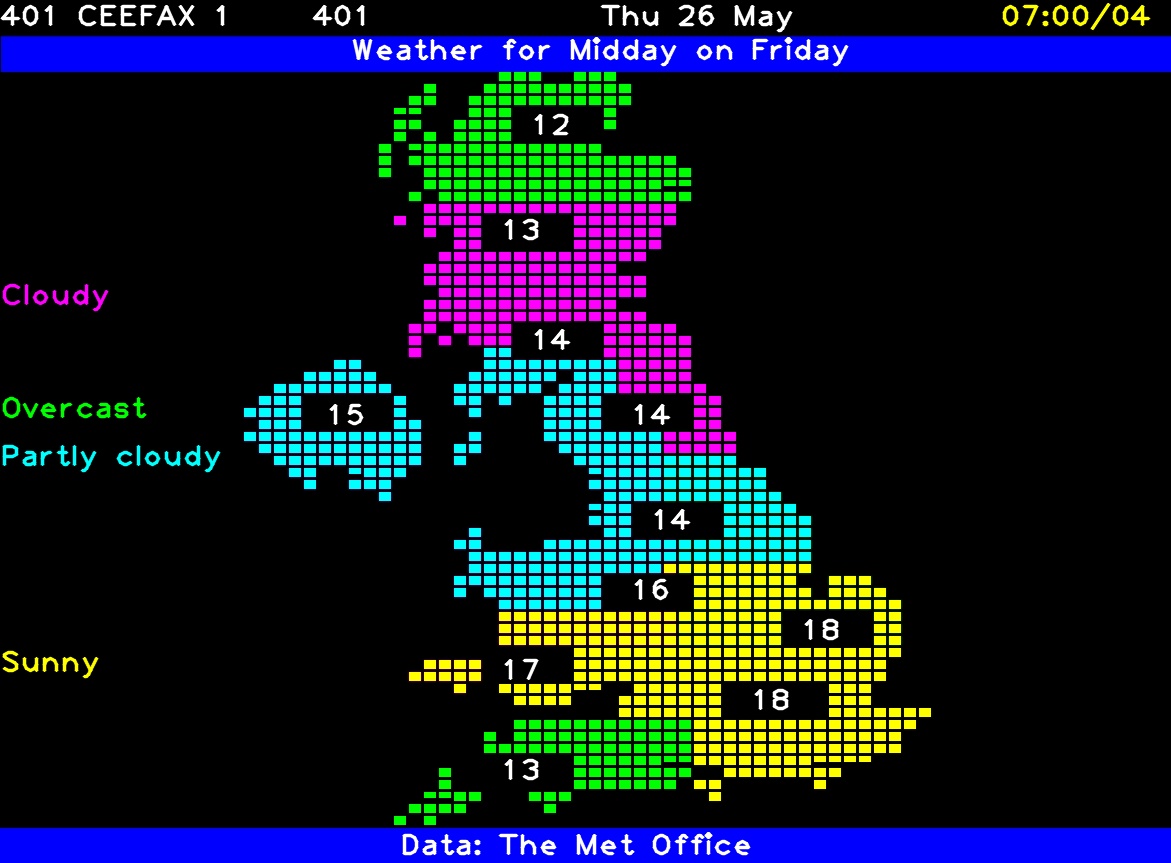 401 CEEFAX 1 401 Thu 26 May 07:00/04
Weather for Midday on Friday
12
13
Cloudy
14
Overcast
15
14
Partly cloudy
14
16
18
Sunny
17
18
13
Data: The Met Office